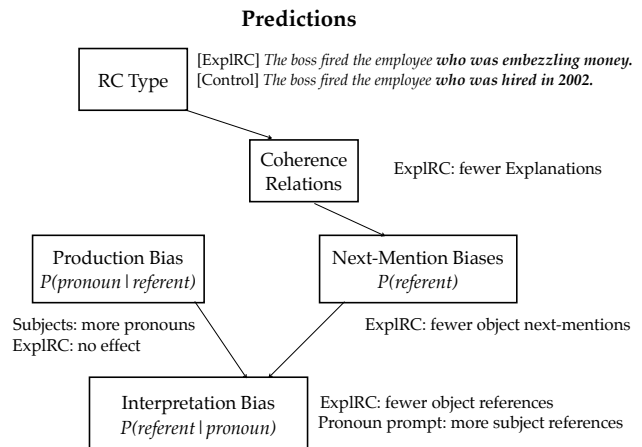 Predictions
[ExplRC] The boss fired the employee who was embezzling money.
[Control] The boss fired the employee who was hired in 2002.
RC Type
Coherence
Relations
ExplRC: fewer Explanations
Production Bias
P(pronoun|referent)
Next-Mention Biases
P(referent)
Subjects: more pronouns
ExplRC: no effect
ExplRC: fewer object next-mentions
Interpretation Bias
P(referent|pronoun)
ExplRC: fewer object references
Pronoun prompt: more subject references